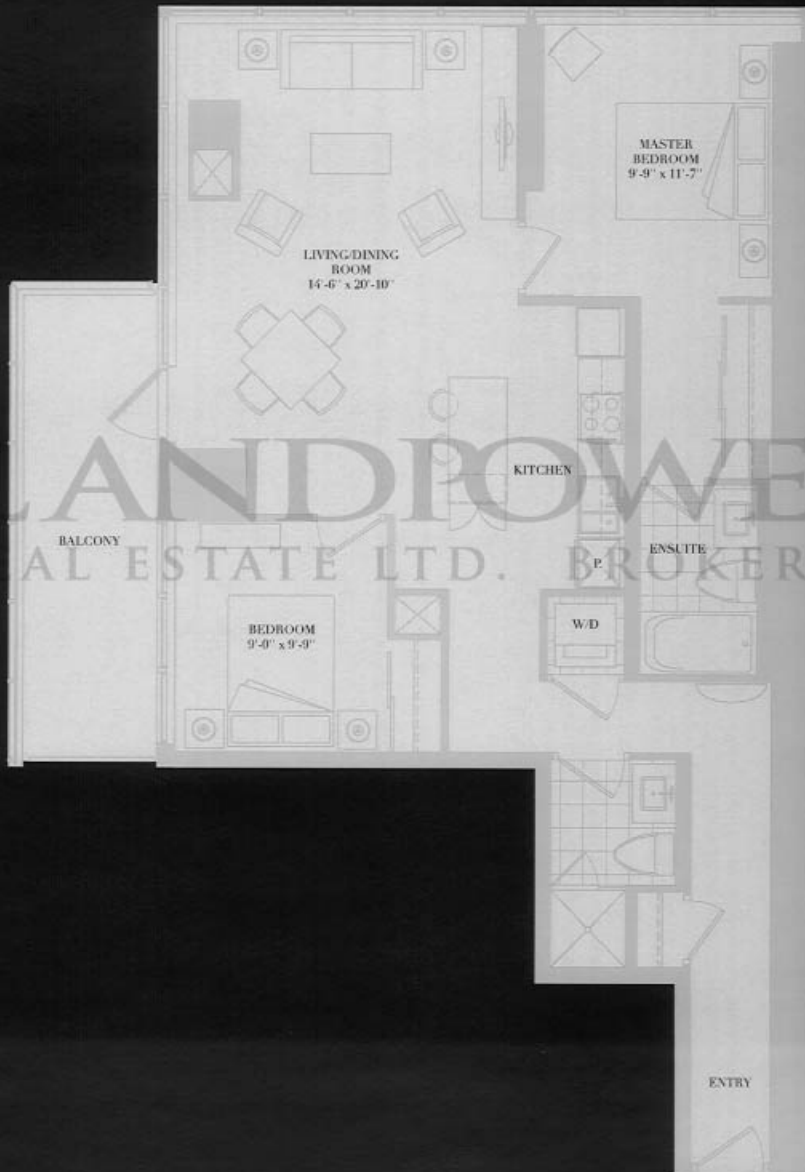 MASTER
BEDROOM
9'-9" x 11'-7"
LIVING/DINING
ROOM
14'-6" x 20'-10"
KITCHEN
LANDPOWE
BALCONY
ENSUITE
EAL ESTATE LTD. BROKER
P.
W/D
BEDROOM
9'-0" x 9'-9"
ENTRY